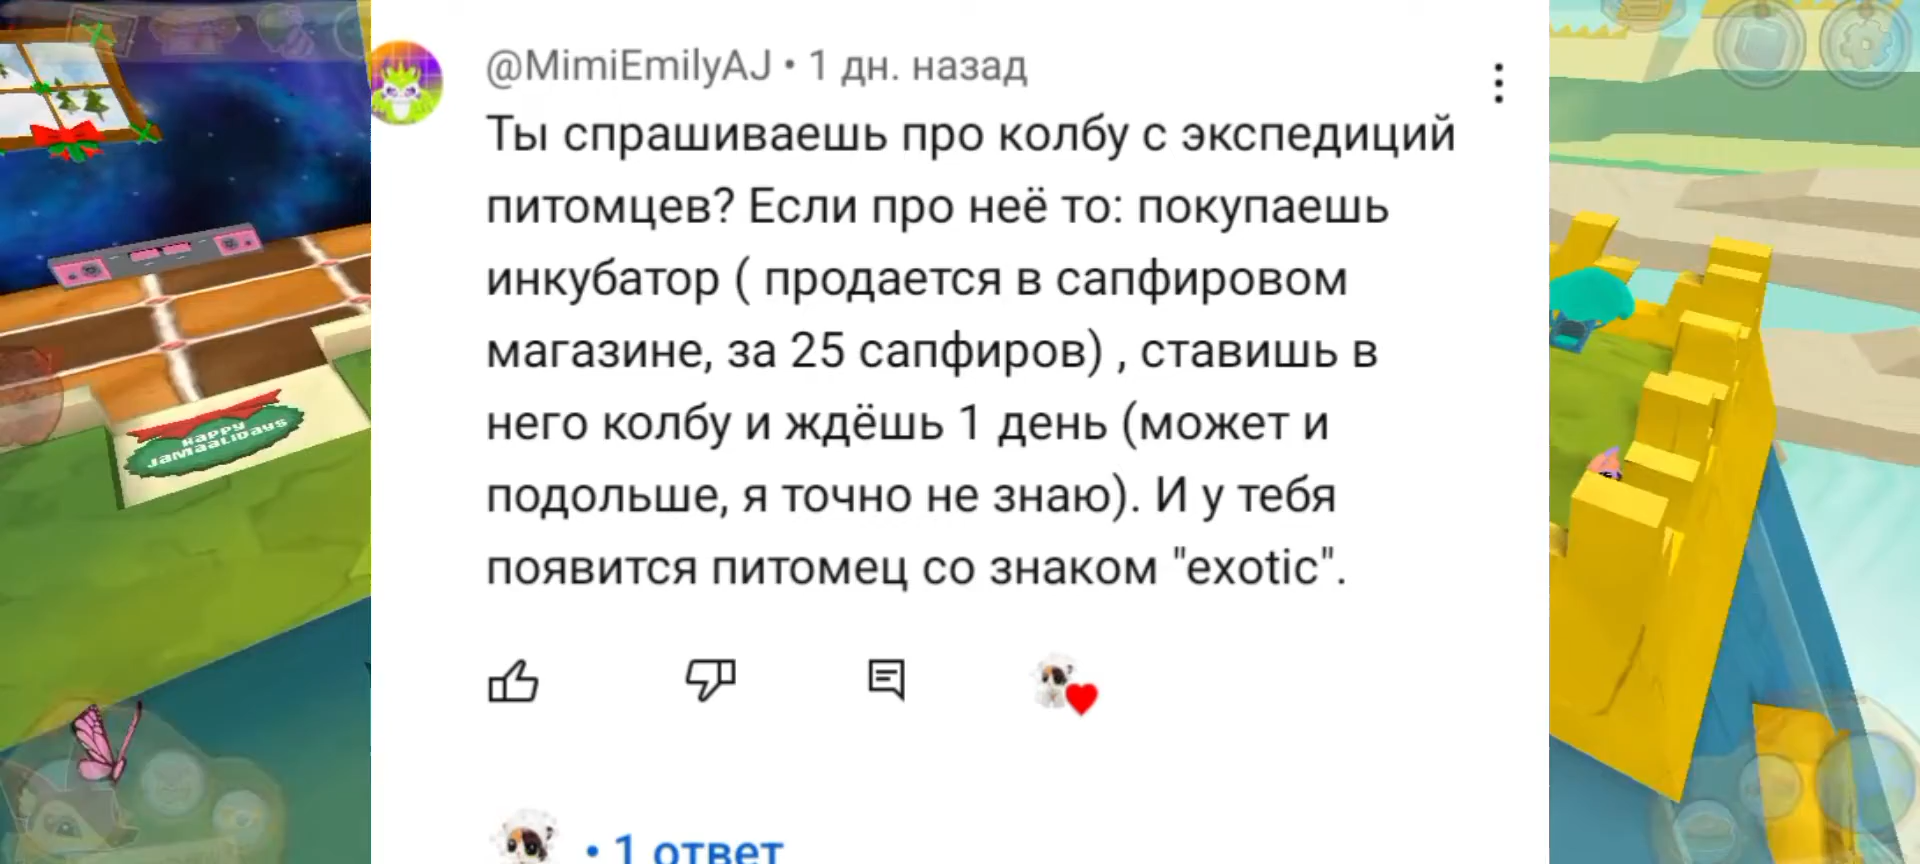 @MimiEmilyAJ • 1 дн. назад
Ты спрашиваешь про колбу с экспедиций
питомцев? Если про неё то: покупаешь
инкубатор ( продается в сапфировом
магазине, за 25 сапфиров) , ставишь в
него колбу и ждёшь 1 день (может и
подольше, я точно не знаю). И у тебя
появится питомец со знаком "exotic".
• 1 ответ
HAPPY
JAMAALIDAYS